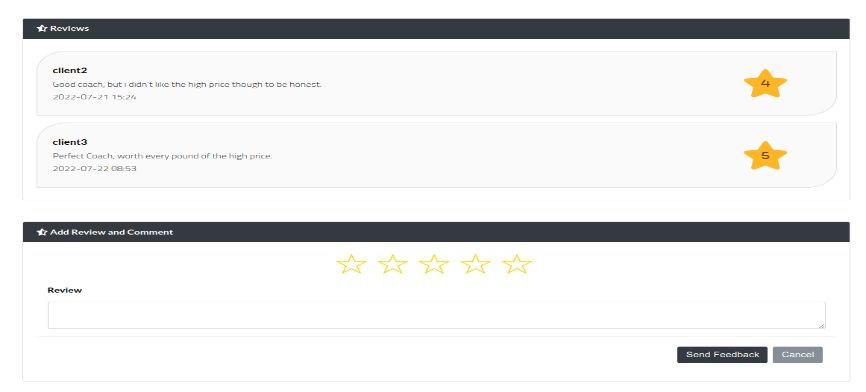 Reviews
client2
Good coach, but i didn't like the high price though to be honest.
2022-07-21 15:24
4
client3
Perfect Coach, worth every pound of the high price.
2022-07-22 08:53
5
Add Review and Comment
Review
Send Feedback Cancel